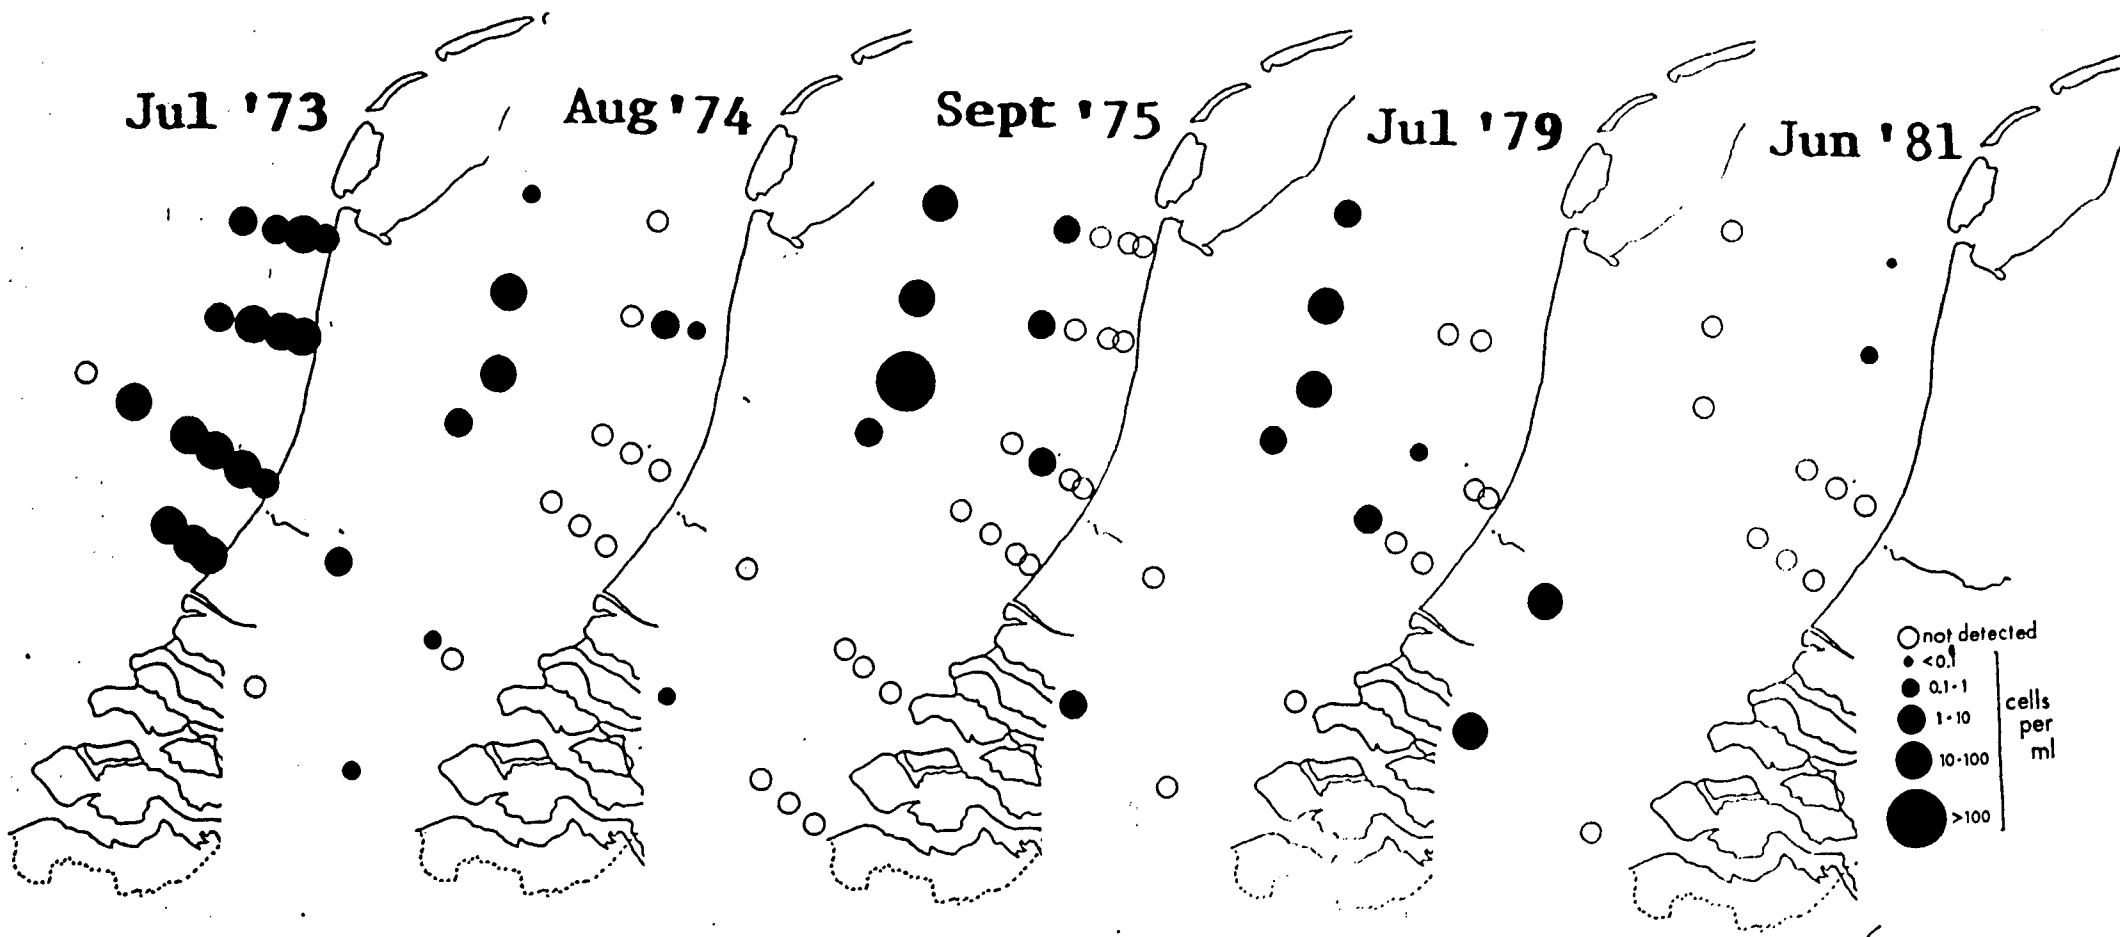 Jul '73
Aug '74
Sept '75
Jul '79
Jun '81
not detected
<0.1
0.1-1
1-10
10-100
>100
cells
per
ml